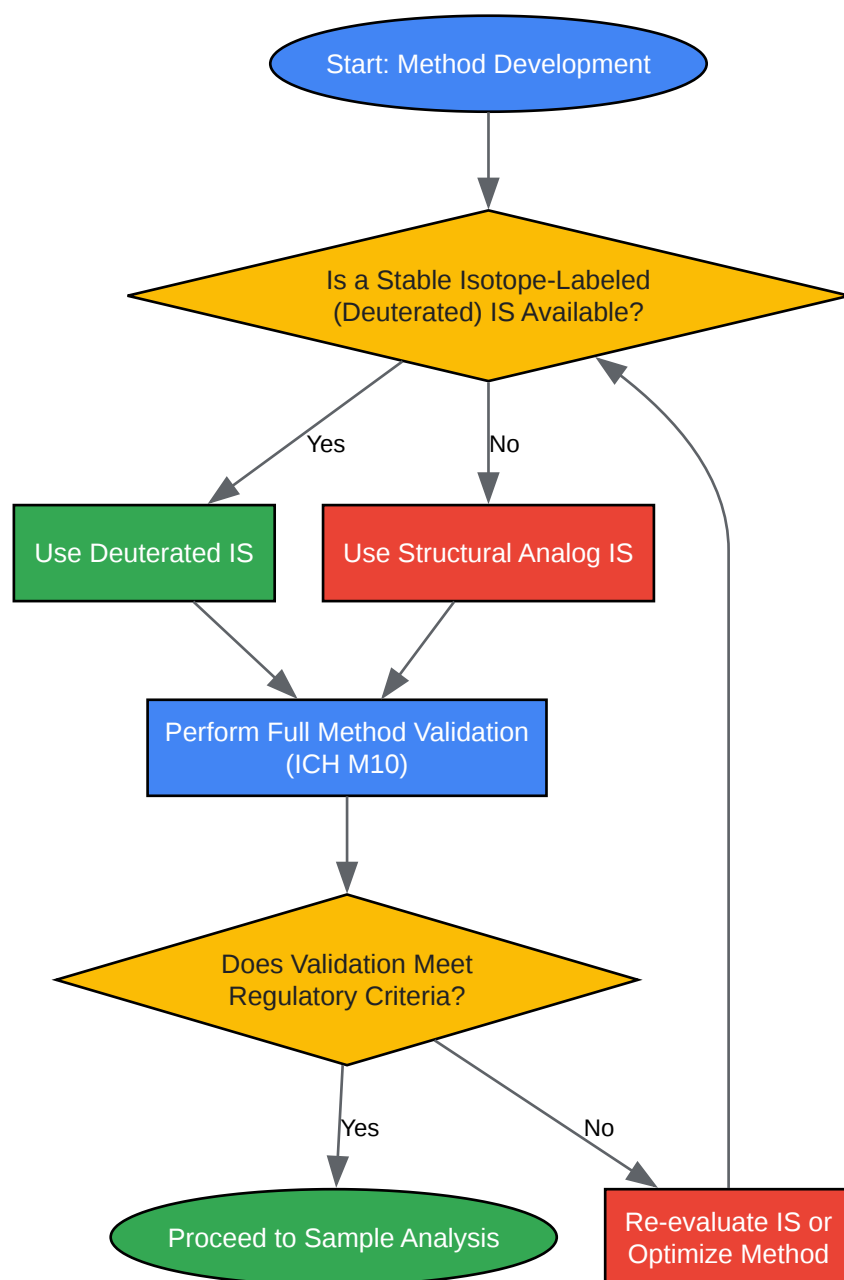 Start: Method Development
Is a Stable Isotope-Labeled
(Deuterated) IS Available?
Yes
No
Use Deuterated IS
Use Structural Analog IS
Perform Full Method Validation
(ICH M10)
Does Validation Meet
Regulatory Criteria?
Yes
No
Proceed to Sample Analysis
Re-evaluate IS or
Optimize Method